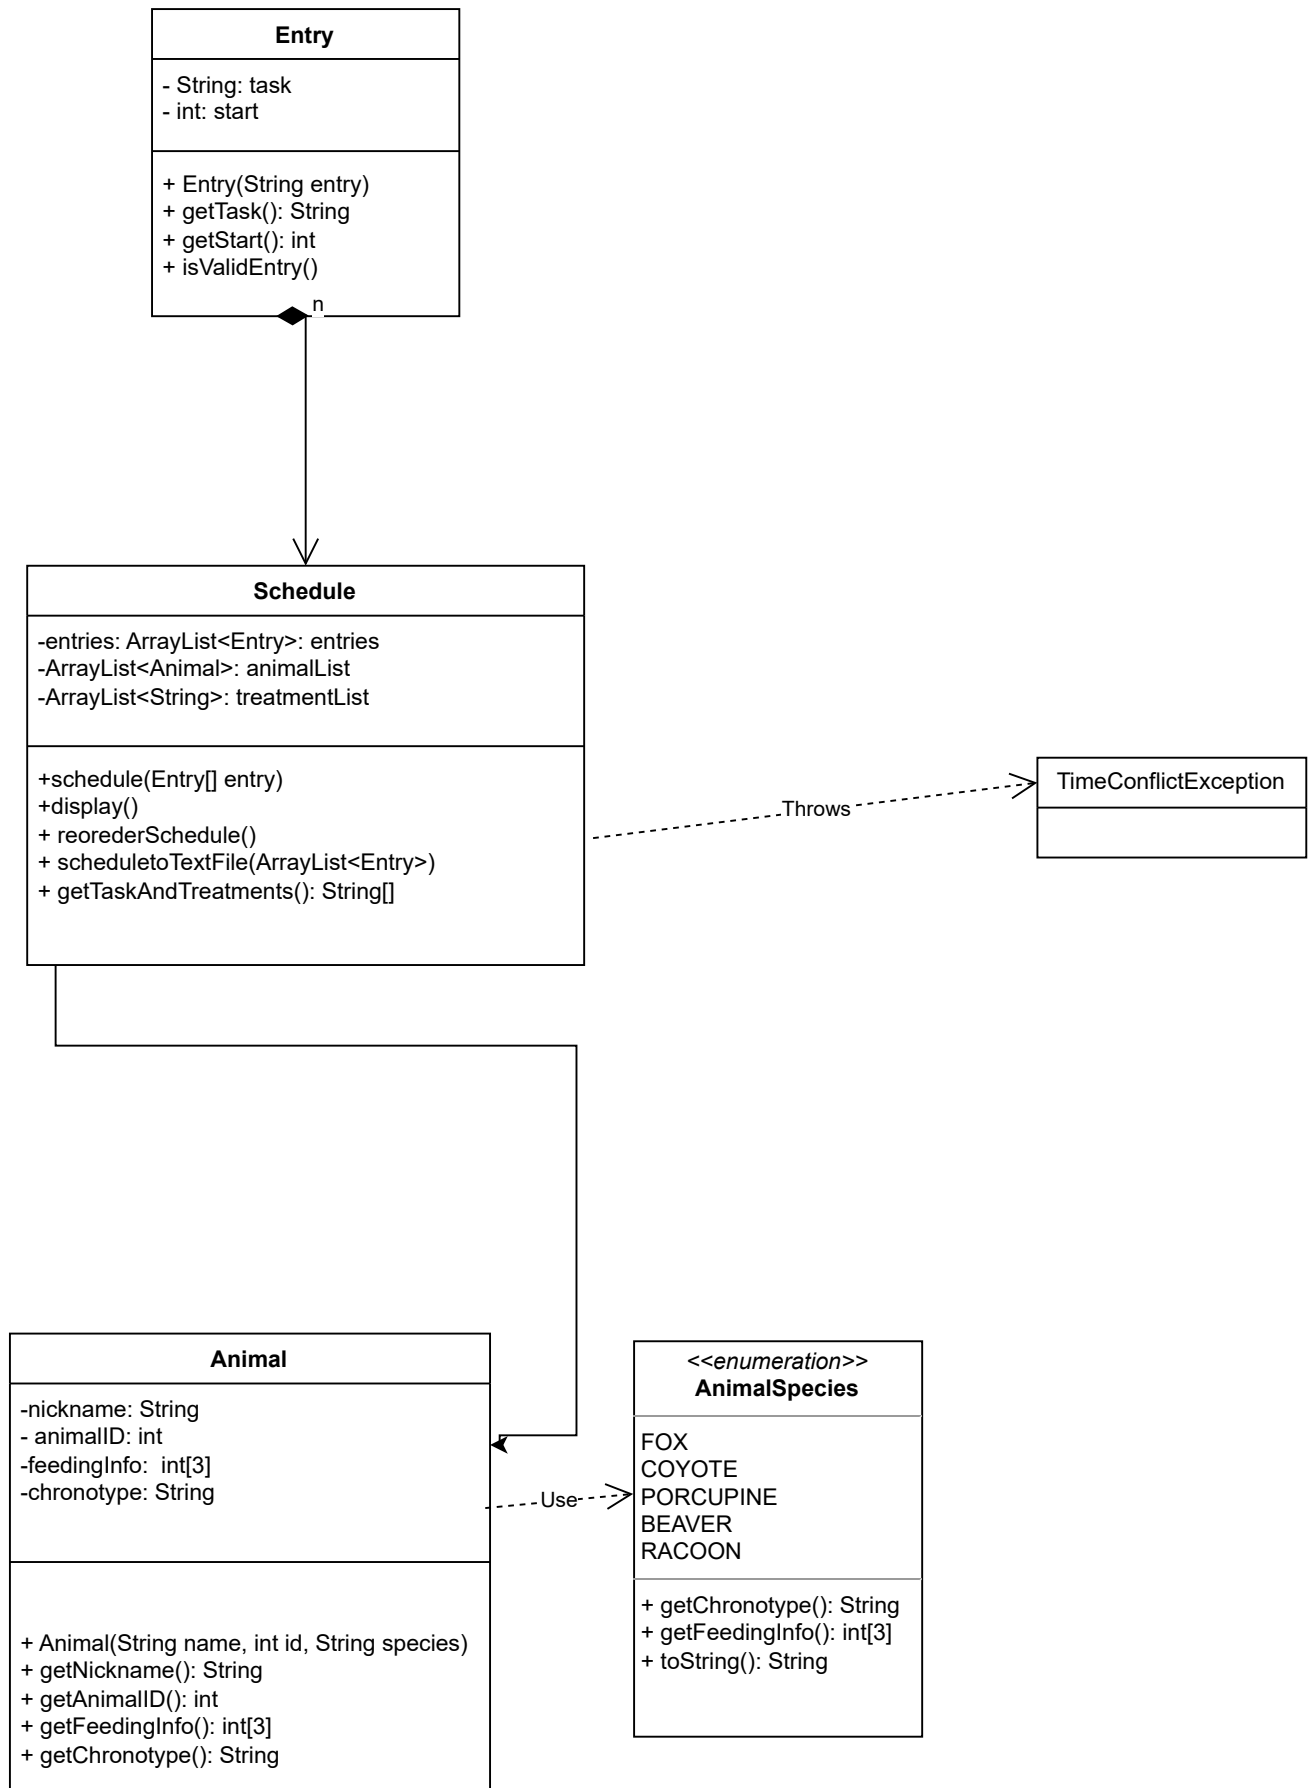 Entry
- String: task
- int: start
+ Entry(String entry)
+ getTask(): String
+ getStart(): int
+ isValidEntry()
n
Schedule
-entries: ArrayList<Entry>: entries
-ArrayList<Animal>: animalList
-ArrayList<String>: treatmentList
+schedule(Entry[] entry)
+display()
+ reorederSchedule()
+ scheduletoTextFile(ArrayList<Entry>)
+ getTaskAndTreatments(): String[]
Throws
TimeConflictException
Animal
-nickname: String
- animalID: int
-feedingInfo:  int[3]
-chronotype: String
+ Animal(String name, int id, String species)
+ getNickname(): String
+ getAnimalID(): int
+ getFeedingInfo(): int[3]
+ getChronotype(): String
Use
<<enumeration>>
AnimalSpecies
FOX
COYOTE
PORCUPINE
BEAVER
RACOON
+ getChronotype(): String
+ getFeedingInfo(): int[3]
+ toString(): String